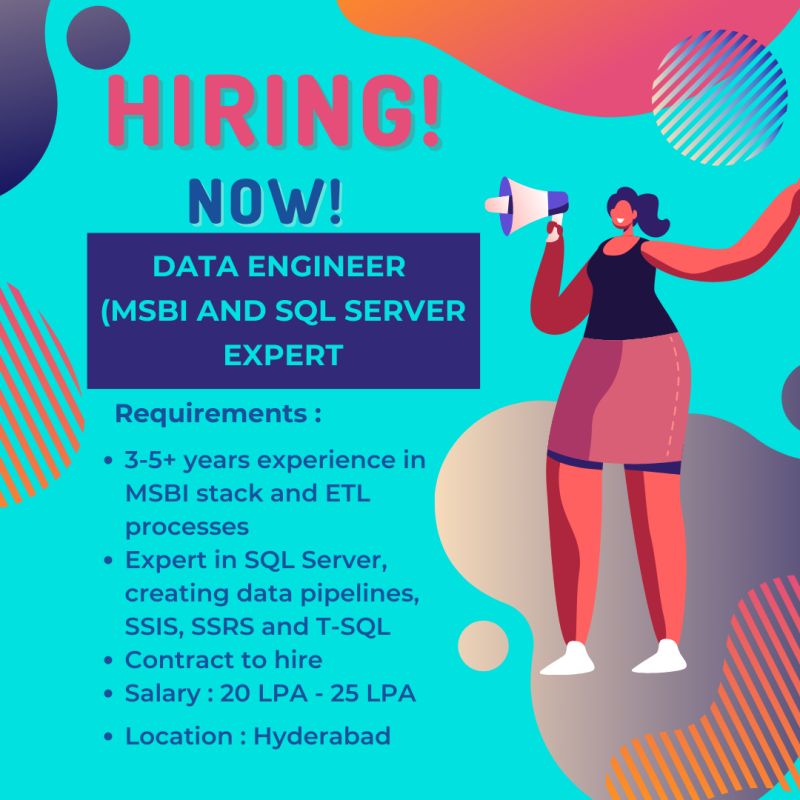 HIRING!
NOW!
DATA ENGINEER
(MSBI AND SQL SERVER
EXPERT
Requirements :
• 3-5+ years experience in
MSBI stack and ETL
processes
• Expert in SQL Server,
creating data pipelines,
SSIS, SSRS and T-SQL
• Contract to hire
• Salary : 20 LPA - 25 LPA
• Location : Hyderabad